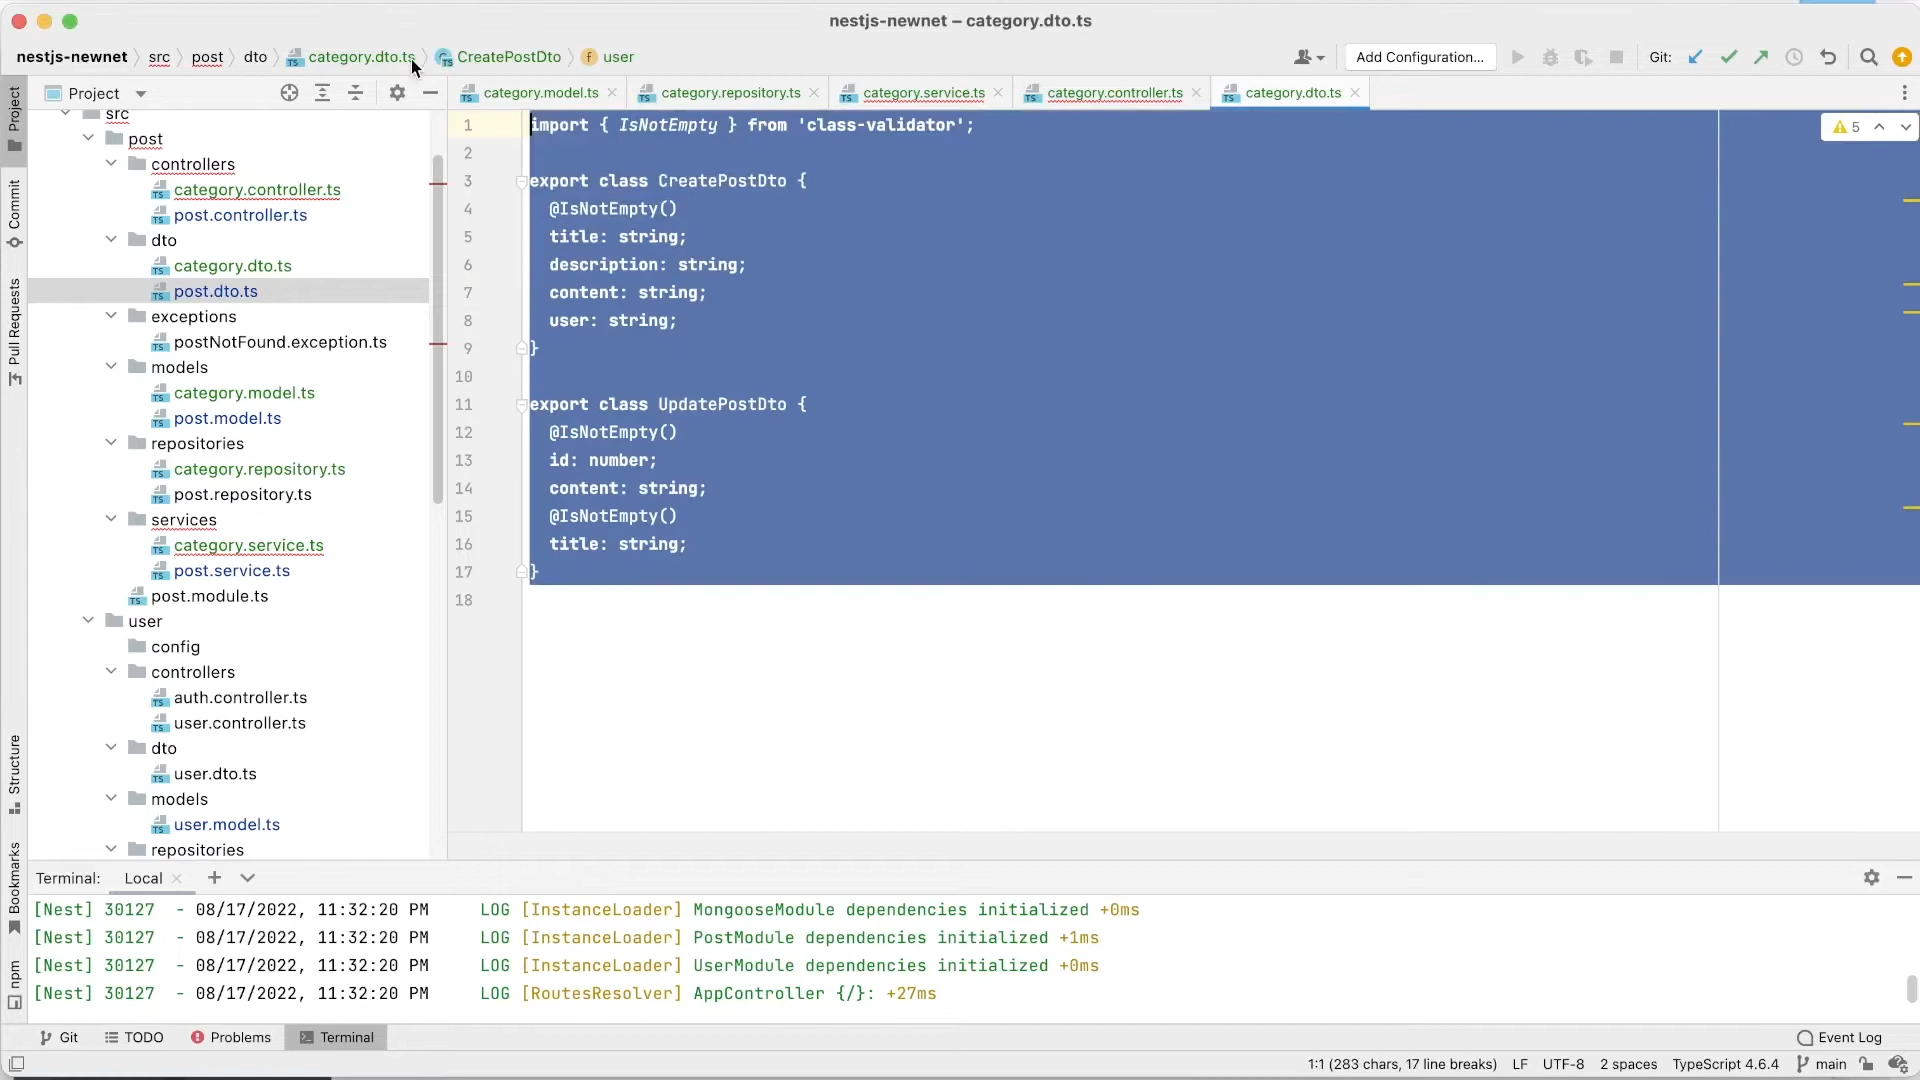 nestjs-newnet – category.dto.ts
nestjs-newnet src post dto category.dto.ts CreatePostDto f user Add Configuration... Git:
Project category.model.ts category.repository.ts category.service.ts category.controller.ts category.dto.ts
Project
Commit
Pull Requests
Structure
Bookmarks
npm
src
post
controllers
category.controller.ts
post.controller.ts
dto
category.dto.ts
post.dto.ts
exceptions
postNotFound.exception.ts
models
category.model.ts
post.model.ts
repositories
category.repository.ts
post.repository.ts
services
category.service.ts
post.service.ts
post.module.ts
user
config
controllers
auth.controller.ts
user.controller.ts
dto
user.dto.ts
models
user.model.ts
repositories
1 import { IsNotEmpty } from 'class-validator';
2
3 export class CreatePostDto {
4 @IsNotEmpty()
5 title: string;
6 description: string;
7 content: string;
8 user: string;
9 }
10
11 export class UpdatePostDto {
12 @IsNotEmpty()
13 id: number;
14 content: string;
15 @IsNotEmpty()
16 title: string;
17 }
18
5
Terminal: Local
[Nest] 30127 - 08/17/2022, 11:32:20 PM LOG [InstanceLoader] MongooseModule dependencies initialized +0ms
[Nest] 30127 - 08/17/2022, 11:32:20 PM LOG [InstanceLoader] PostModule dependencies initialized +1ms
[Nest] 30127 - 08/17/2022, 11:32:20 PM LOG [InstanceLoader] UserModule dependencies initialized +0ms
[Nest] 30127 - 08/17/2022, 11:32:20 PM LOG [RoutesResolver] AppController {/}: +27ms
Git TODO Problems Terminal Event Log
1:1 (283 chars, 17 line breaks) LF UTF-8 2 spaces TypeScript 4.6.4 main